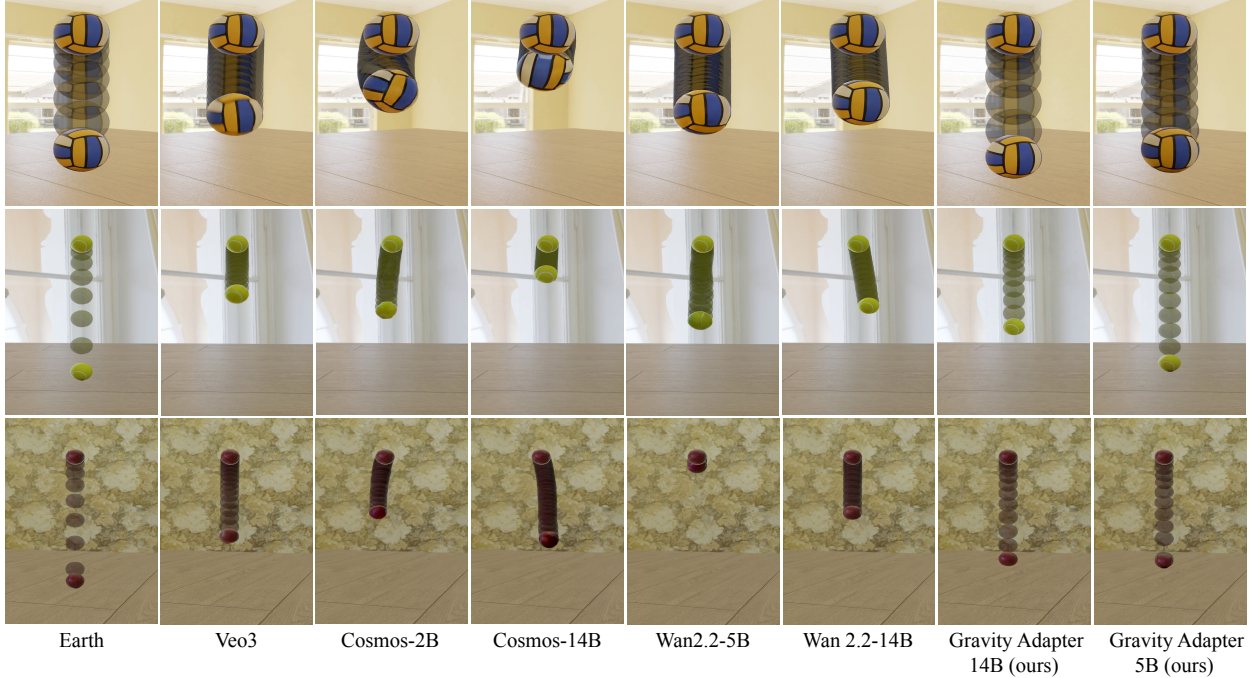 Earth
Veo3
Cosmos-2B
Cosmos-14B
Wan2.2-5B
Wan 2.2-14B
Gravity Adapter
14B (ours)
Gravity Adapter
5B (ours)